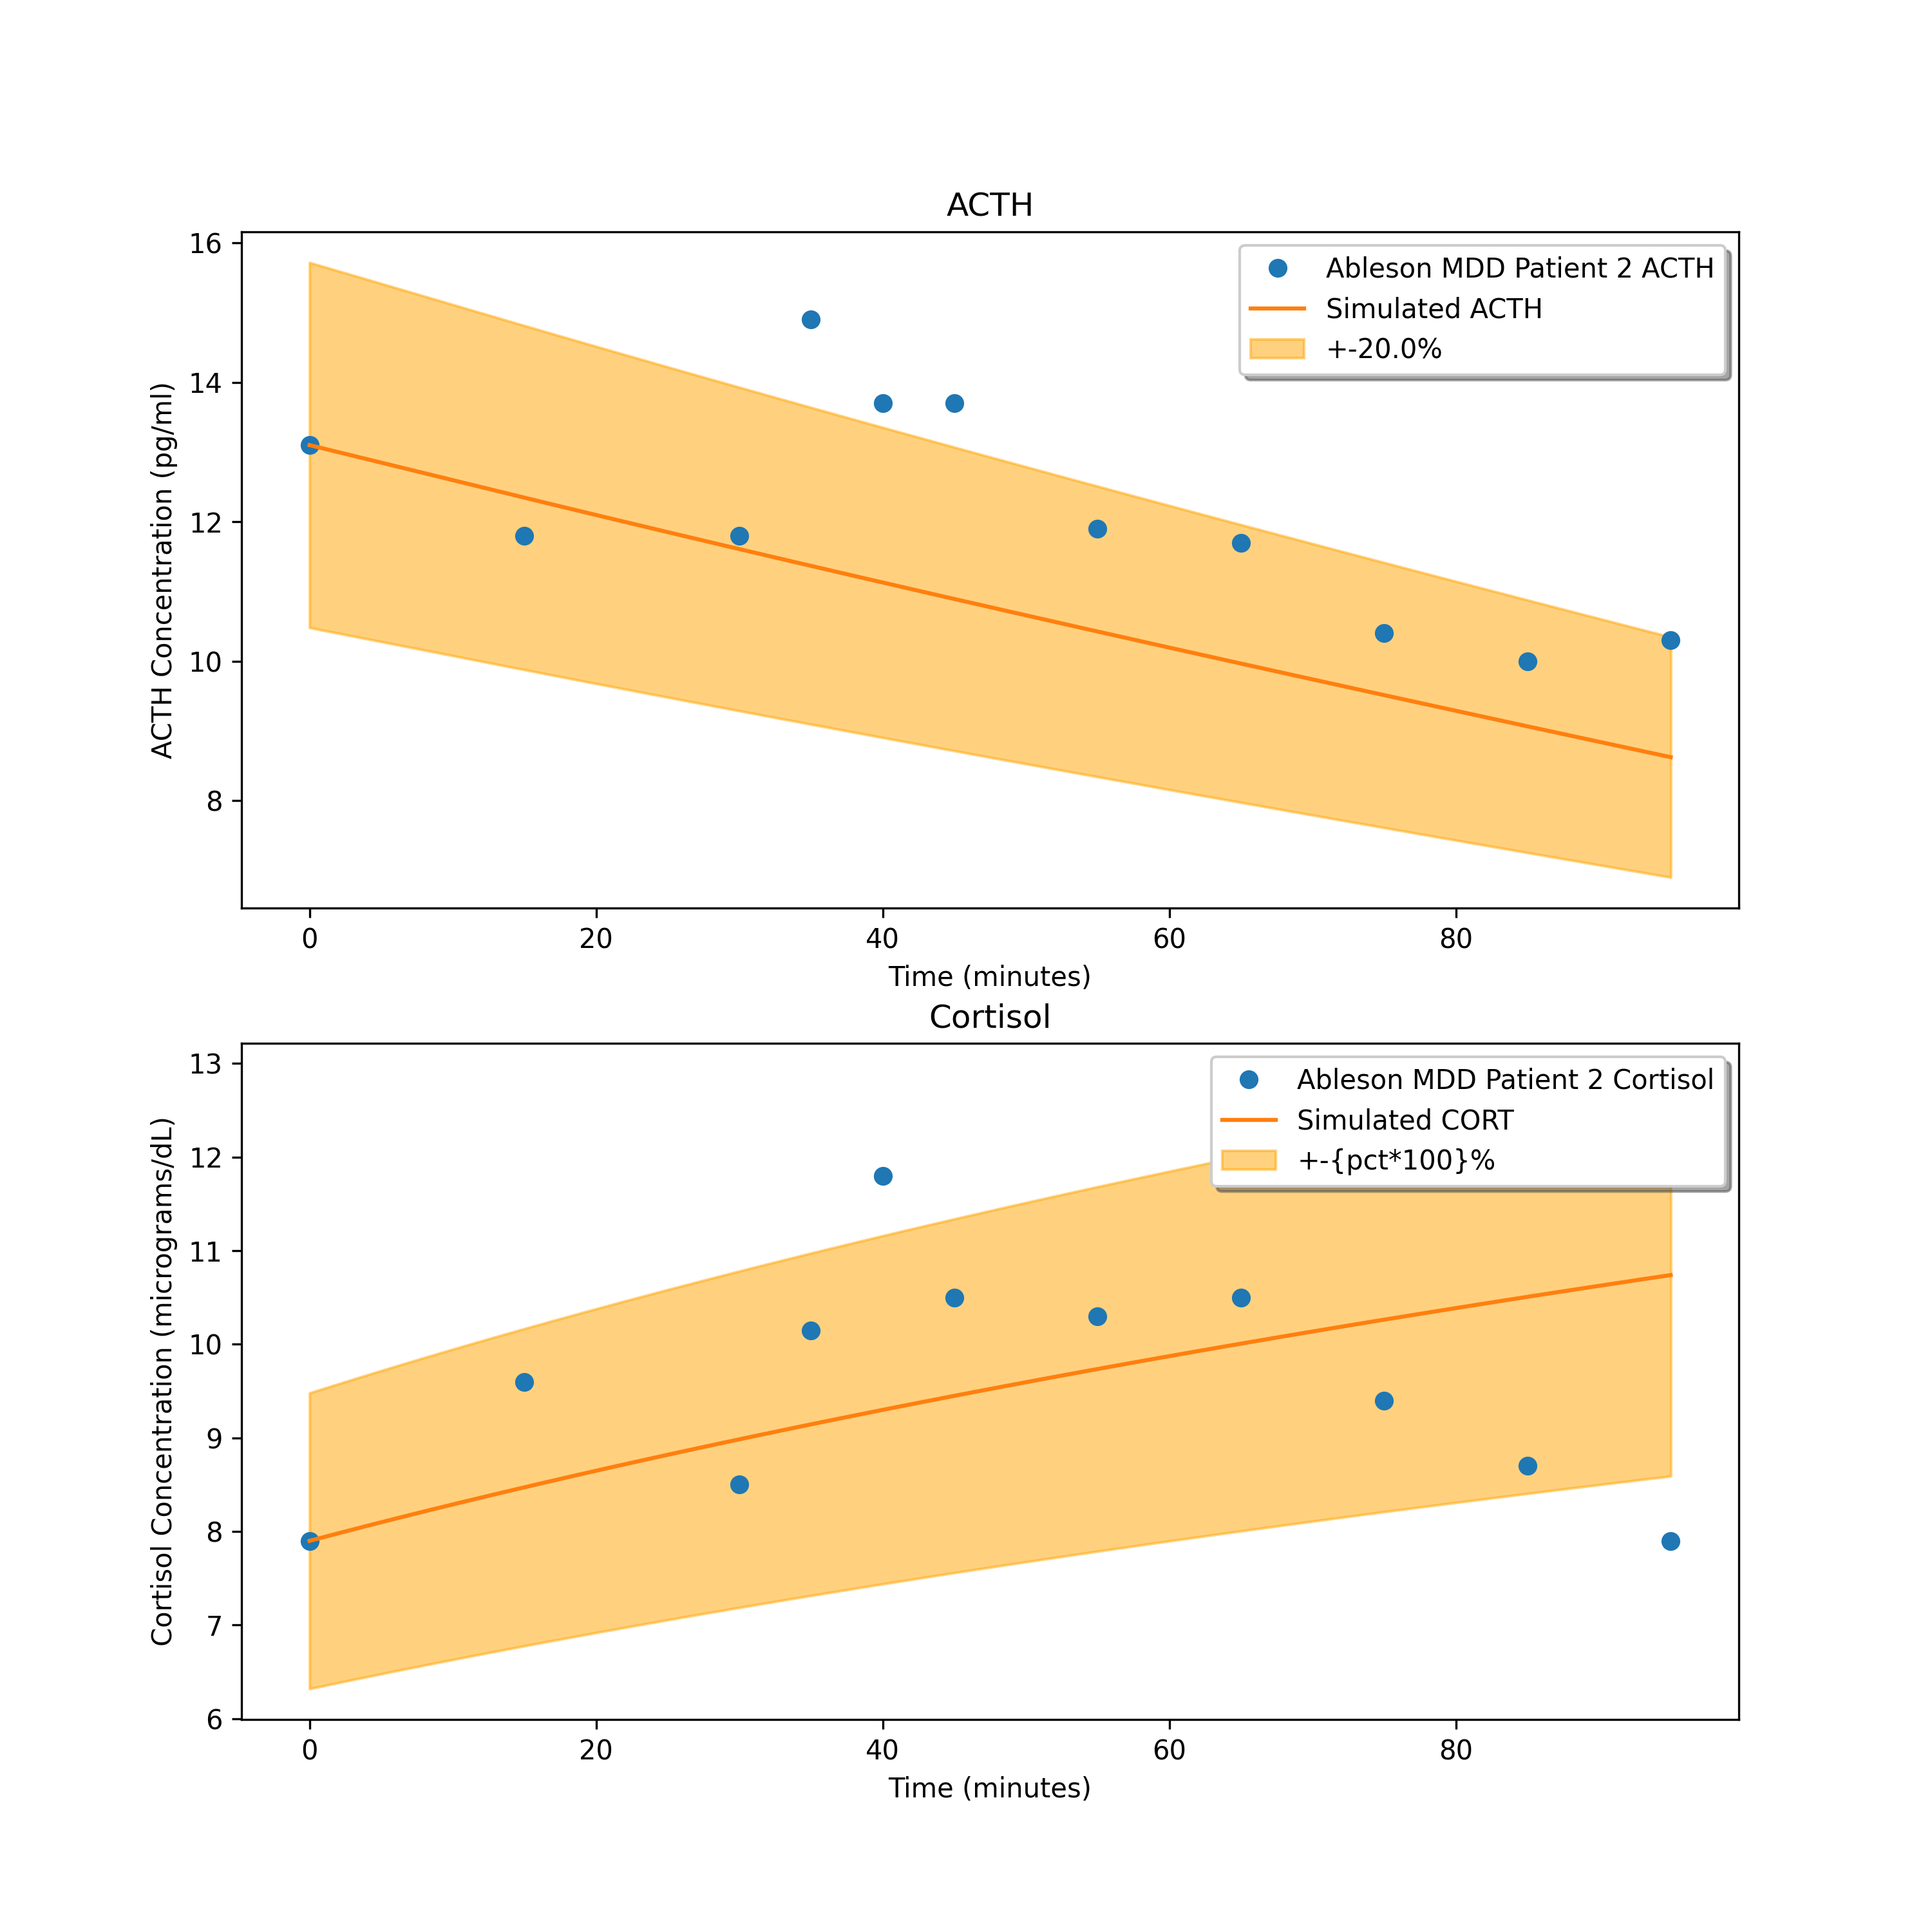 ACTH
16
14
12
10
8
ACTH Concentration (pg/ml)
Ableson MDD Patient 2 ACTH
Simulated ACTH
+-20.0%
0 20 40 60 80
Time (minutes)
Cortisol
13
12
11
10
9
8
7
6
Cortisol Concentration (micrograms/dL)
Ableson MDD Patient 2 Cortisol
Simulated CORT
+-{pct*100}%
0 20 40 60 80
Time (minutes)